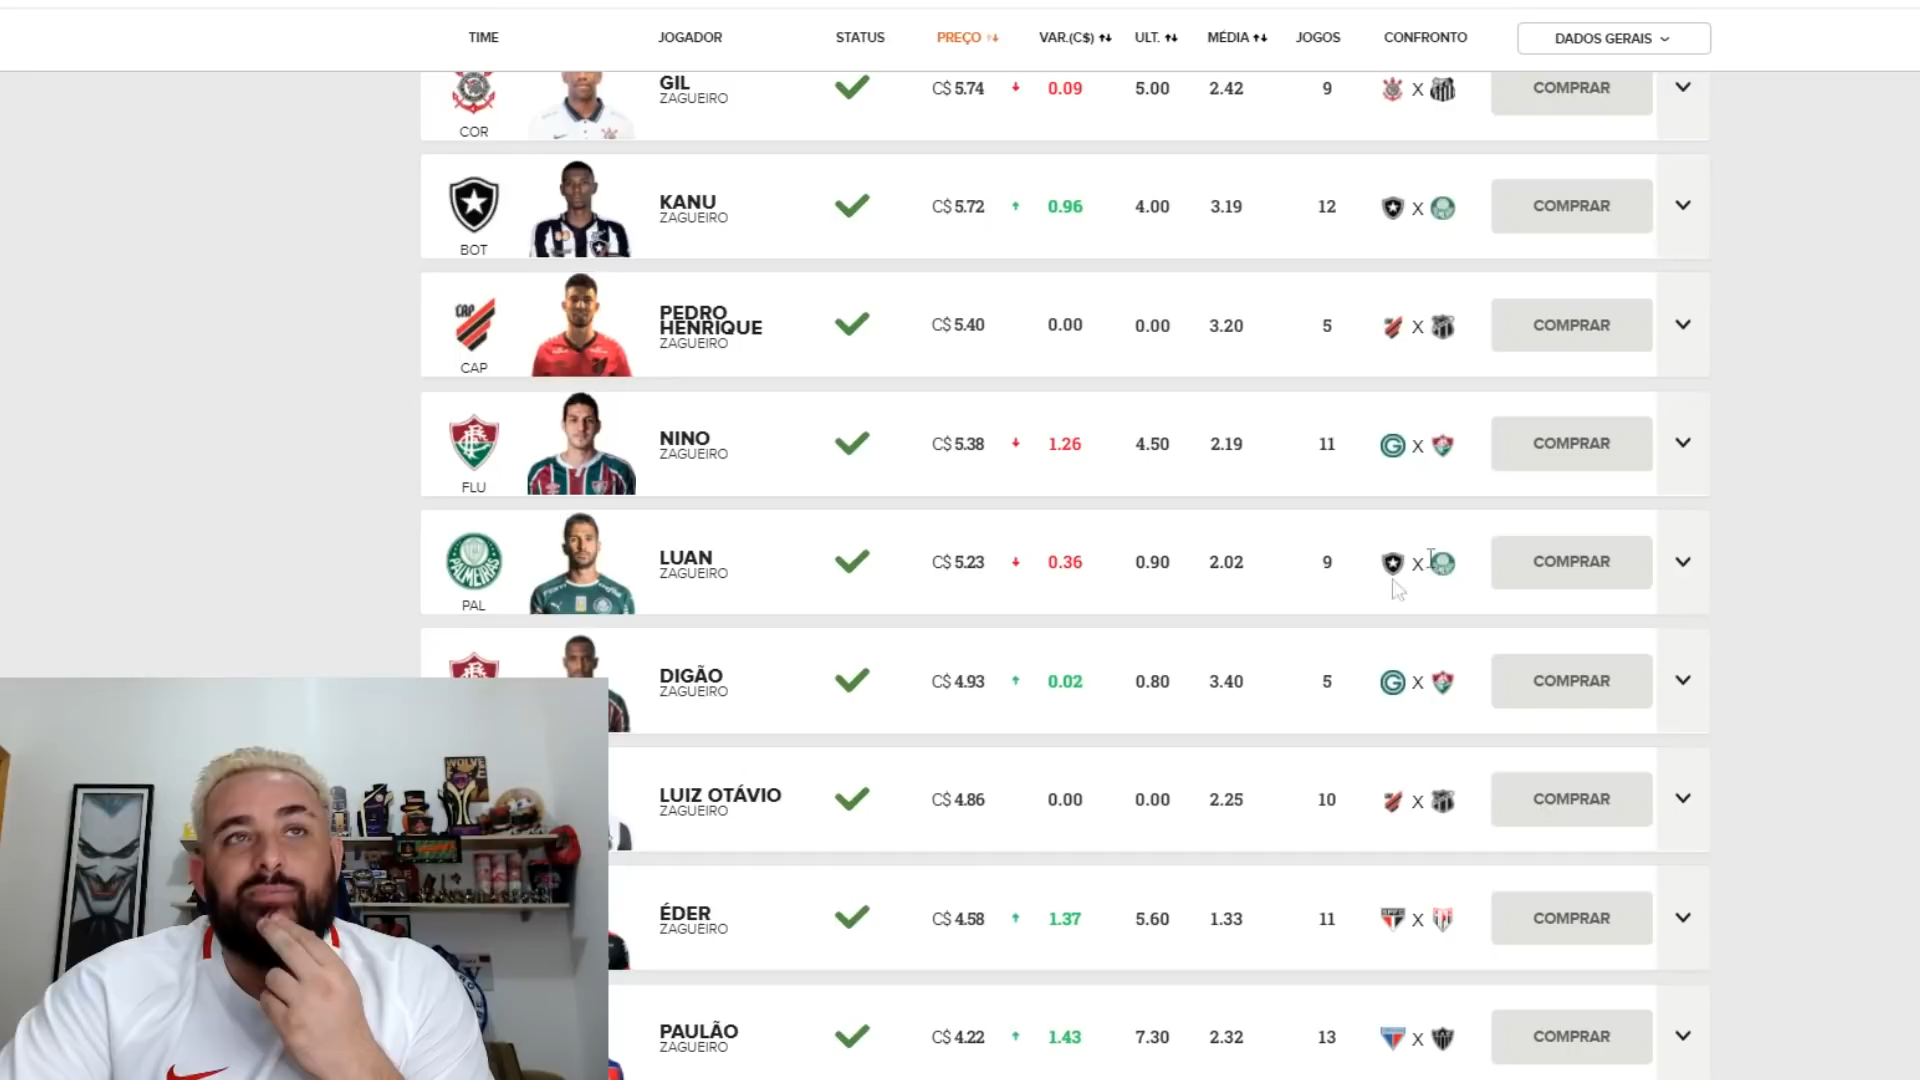 TIME JOGADOR STATUS PREÇO VAR.(C$) ULT. MÉDIA JOGOS CONFRONTO DADOS GERAIS
COR GIL ZAGUEIRO C$ 5.74 0.09 5.00 2.42 9 X COMPRAR
BOT KANU ZAGUEIRO C$ 5.72 0.96 4.00 3.19 12 X COMPRAR
CAP CAP PEDRO HENRIQUE ZAGUEIRO C$ 5.40 0.00 0.00 3.20 5 X COMPRAR
FLU NINO ZAGUEIRO C$ 5.38 1.26 4.50 2.19 11 X COMPRAR
PALMEIRAS PAL LUAN ZAGUEIRO C$ 5.23 0.36 0.90 2.02 9 X COMPRAR
DIGÃO ZAGUEIRO C$ 4.93 0.02 0.80 3.40 5 X COMPRAR
LUIZ OTÁVIO ZAGUEIRO C$ 4.86 0.00 0.00 2.25 10 X COMPRAR
ÉDER ZAGUEIRO C$ 4.58 1.37 5.60 1.33 11 X COMPRAR
PAULÃO ZAGUEIRO C$ 4.22 1.43 7.30 2.32 13 X COMPRAR